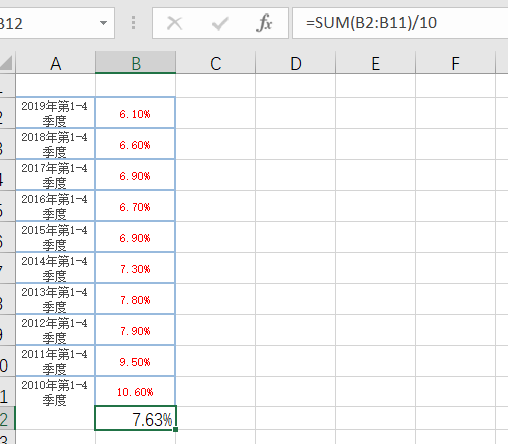 B12 =SUM(B2:B11)/10
A B C D E F
1
2 2019年第1-4
季度 6.10%
3 2018年第1-4
季度 6.60%
4 2017年第1-4
季度 6.90%
5 2016年第1-4
季度 6.70%
6 2015年第1-4
季度 6.90%
7 2014年第1-4
季度 7.30%
8 2013年第1-4
季度 7.80%
9 2012年第1-4
季度 7.90%
0 2011年第1-4
季度 9.50%
1 2010年第1-4
季度 10.60%
2 7.63%
3